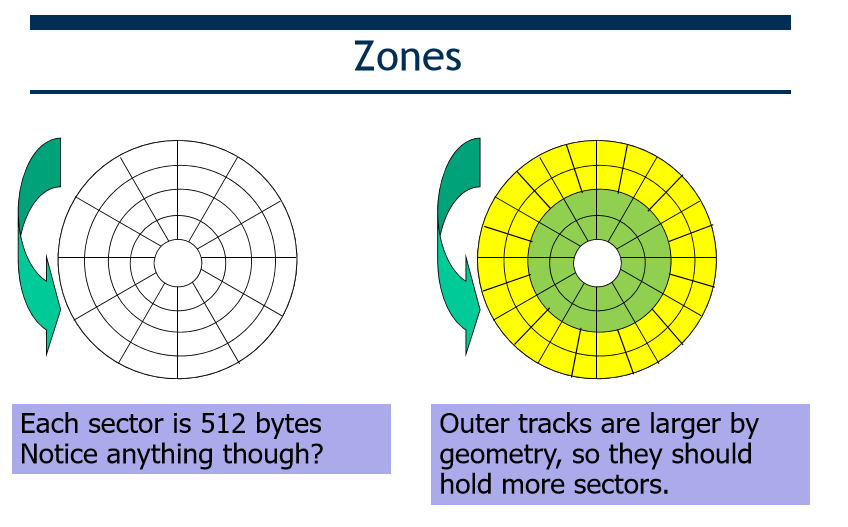 Zones
Each sector is 512 bytes
Notice anything though?
Outer tracks are larger by
geometry, so they should
hold more sectors.